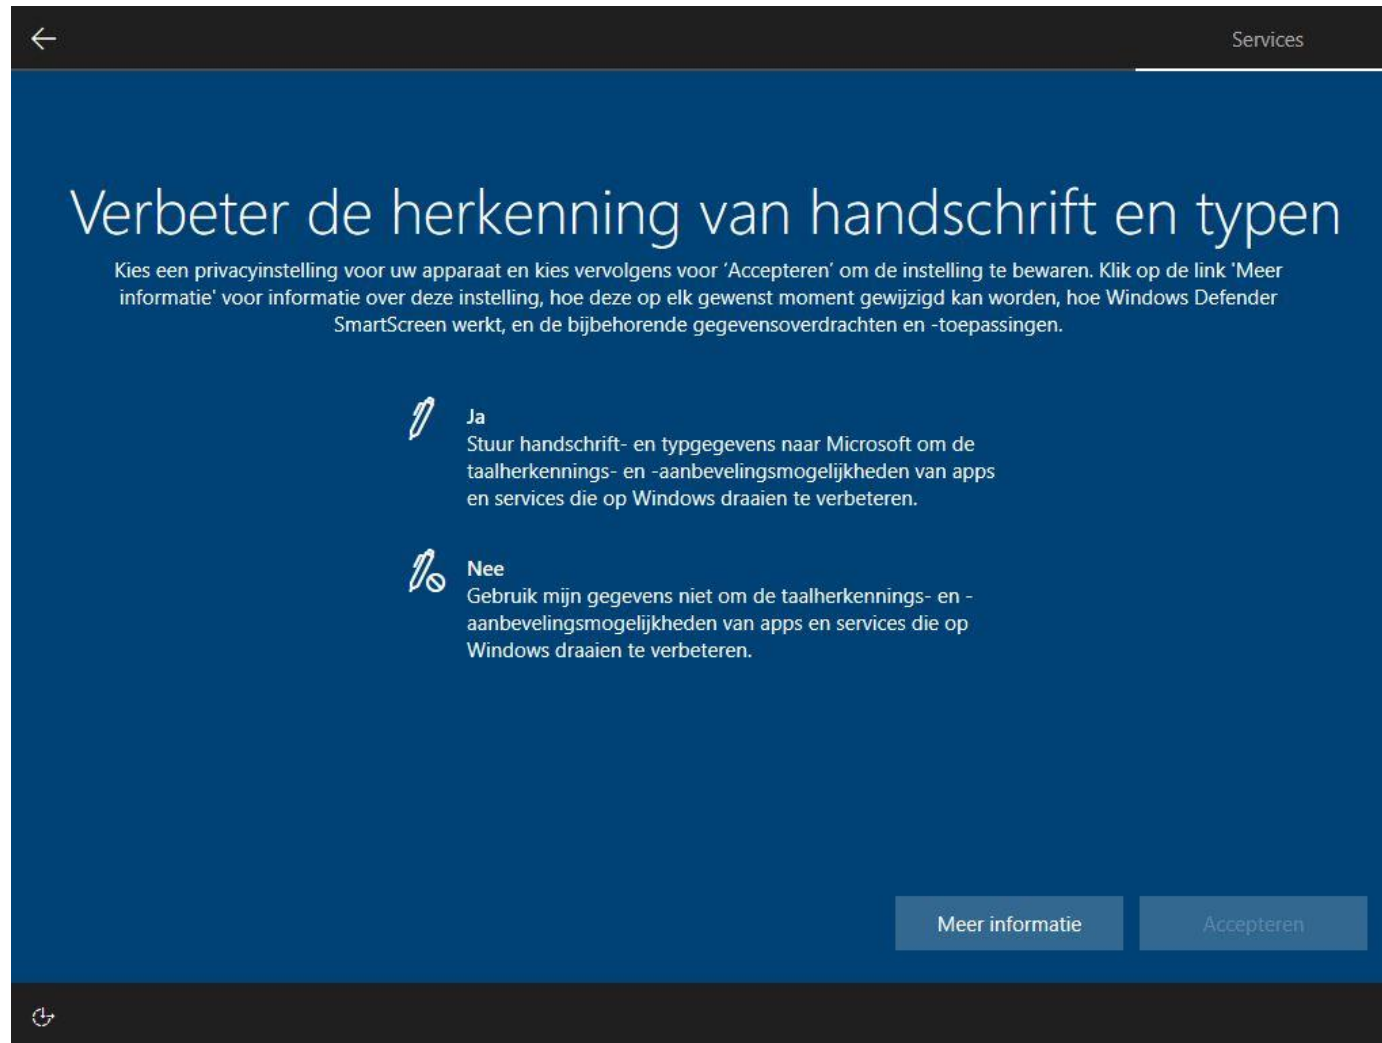 Services
Verbeter de herkenning van handschrift en typen
Kies een privacyinstelling voor uw apparaat en kies vervolgens voor ‘Accepteren’ om de instelling te bewaren. Klik op de link 'Meer
informatie' voor informatie over deze instelling, hoe deze op elk gewenst moment gewijzigd kan worden, hoe Windows Defender
SmartScreen werkt, en de bijbehorende gegevensoverdrachten en -toepassingen.
Ja
Stuur handschrift- en typgegevens naar Microsoft om de
taalherkennings- en -aanbevelingsmogelijkheden van apps
en services die op Windows draaien te verbeteren.
Nee
Gebruik mijn gegevens niet om de taalherkennings- en -
aanbevelingsmogelijkheden van apps en services die op
Windows draaien te verbeteren.
Meer informatie
Accepteren